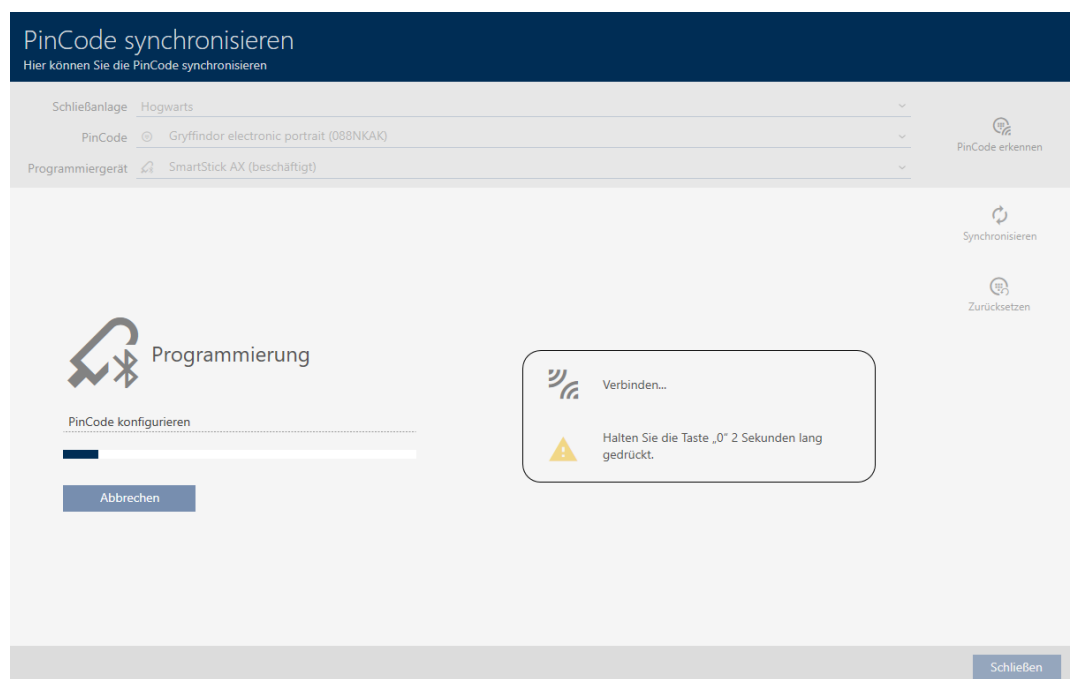 PinCode synchronisieren
Hier können Sie die PinCode synchronisieren
Schließanlage Hogwarts
PinCode Gryffindor electronic portrait (088NKAK)
Programmiergerät SmartStick AX (beschäftigt)
PinCode erkennen
Synchronisieren
Zurücksetzen
Programmierung
PinCode konfigurieren
Abbrechen
Verbinden...
Halten Sie die Taste „0“ 2 Sekunden lang
gedrückt.
Schließen